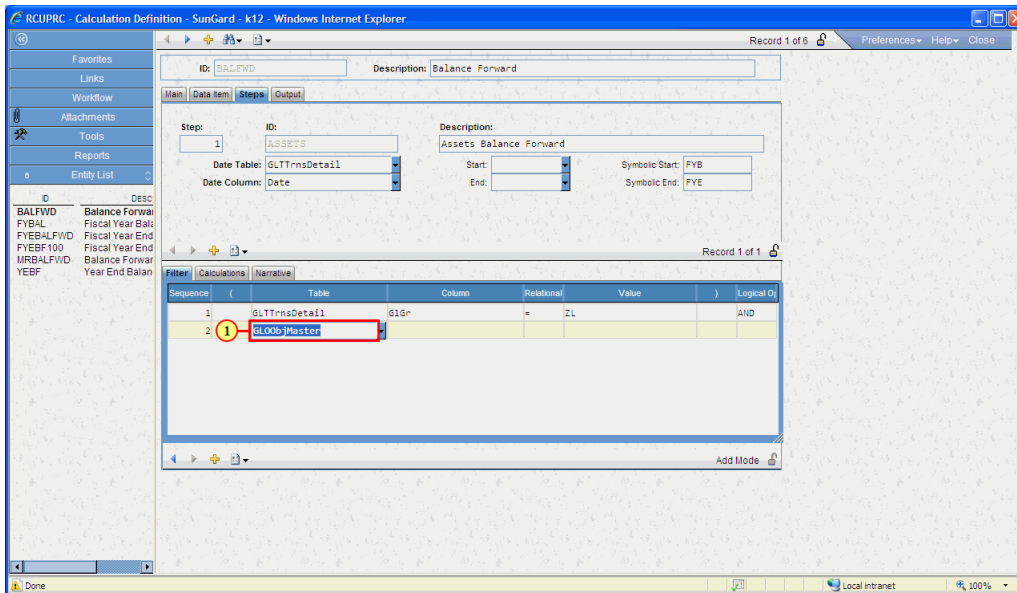 RCUPRC - Calculation Definition - SunGard - k12 - Windows Internet Explorer
Record 1 of 6 Preferences Help Close
Favorites
Links
Workflow
Attachments
Tools
Reports
6 Entity List
ID DESC
BALFWD Balance Forwar
FYBAL Fiscal Year Bala
FYEBALFWD Fiscal Year End
FYEBF100 Fiscal Year End
MRBALFWD Balance Forwar
YEBF Year End Balan
ID: BALFWD Description: Balance Forward
Main Data Item Steps Output
Step: ID: Description:
1 ASSETS Assets Balance Forward
Date Table: GLTTrnsDetail Start: Symbolic Start: FYB
Date Column: Date End: Symbolic End: FYE
Record 1 of 1
Filter Calculations Narrative
Sequence ( Table Column Relational Value ) Logical O
1 GLTTrnsDetail GlGr = ZL AND
2 1 GLOObjMaster
Add Mode
Done Local intranet 100%